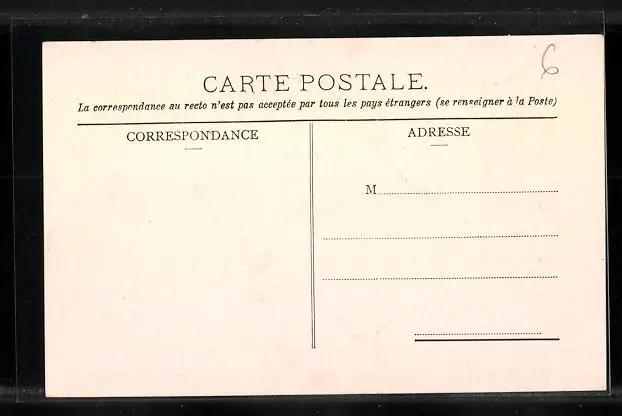 6
CARTE POSTALE.
La correspondance au recto n'est pas acceptée par tous les pays étrangers (se renseigner à la Poste)
CORRESPONDANCE
ADRESSE
M